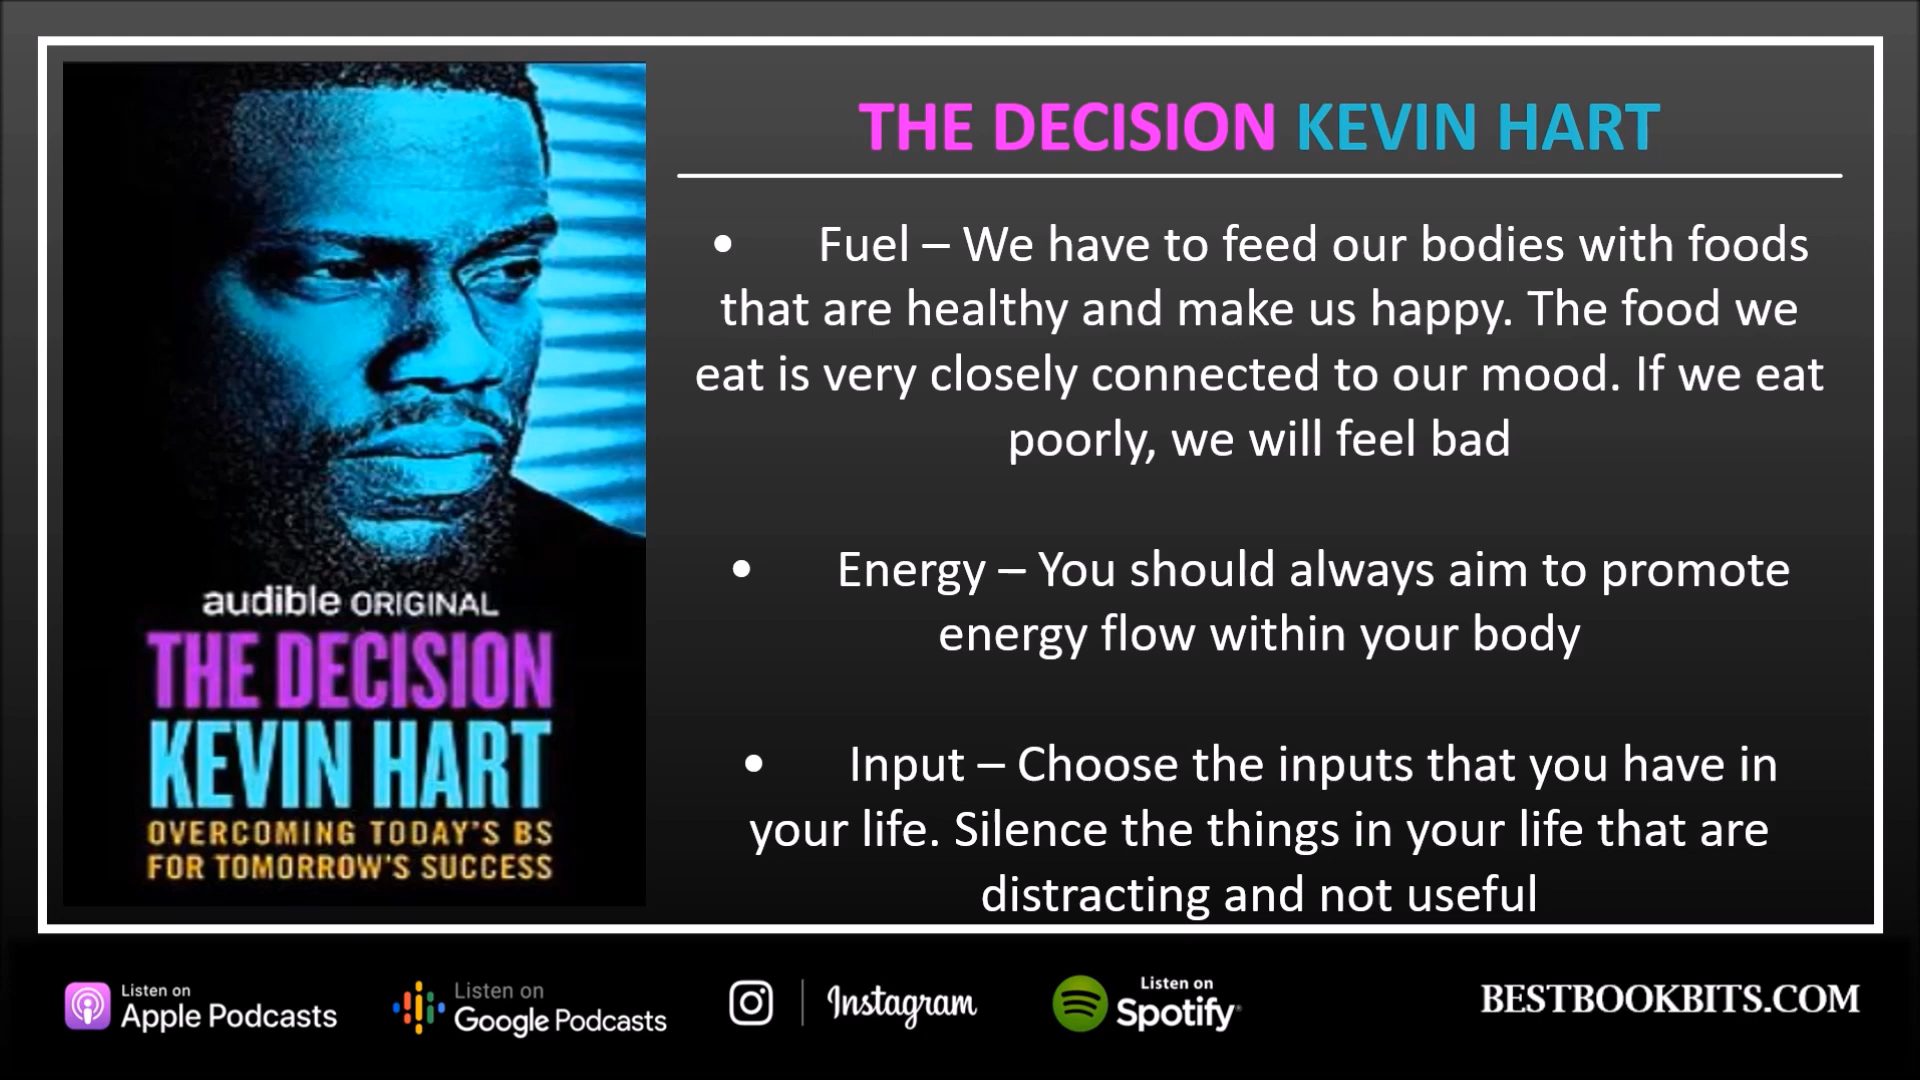 audible ORIGINAL
THE DECISION
KEVIN HART
OVERCOMING TODAY'S BS
FOR TOMORROW'S SUCCESS
THE DECISION KEVIN HART
• Fuel – We have to feed our bodies with foods
that are healthy and make us happy. The food we
eat is very closely connected to our mood. If we eat
poorly, we will feel bad
• Energy – You should always aim to promote
energy flow within your body
• Input – Choose the inputs that you have in
your life. Silence the things in your life that are
distracting and not useful
Listen on
Apple Podcasts
Listen on
Google Podcasts
Instagram
Listen on
Spotify
BESTBOOKBITS.COM